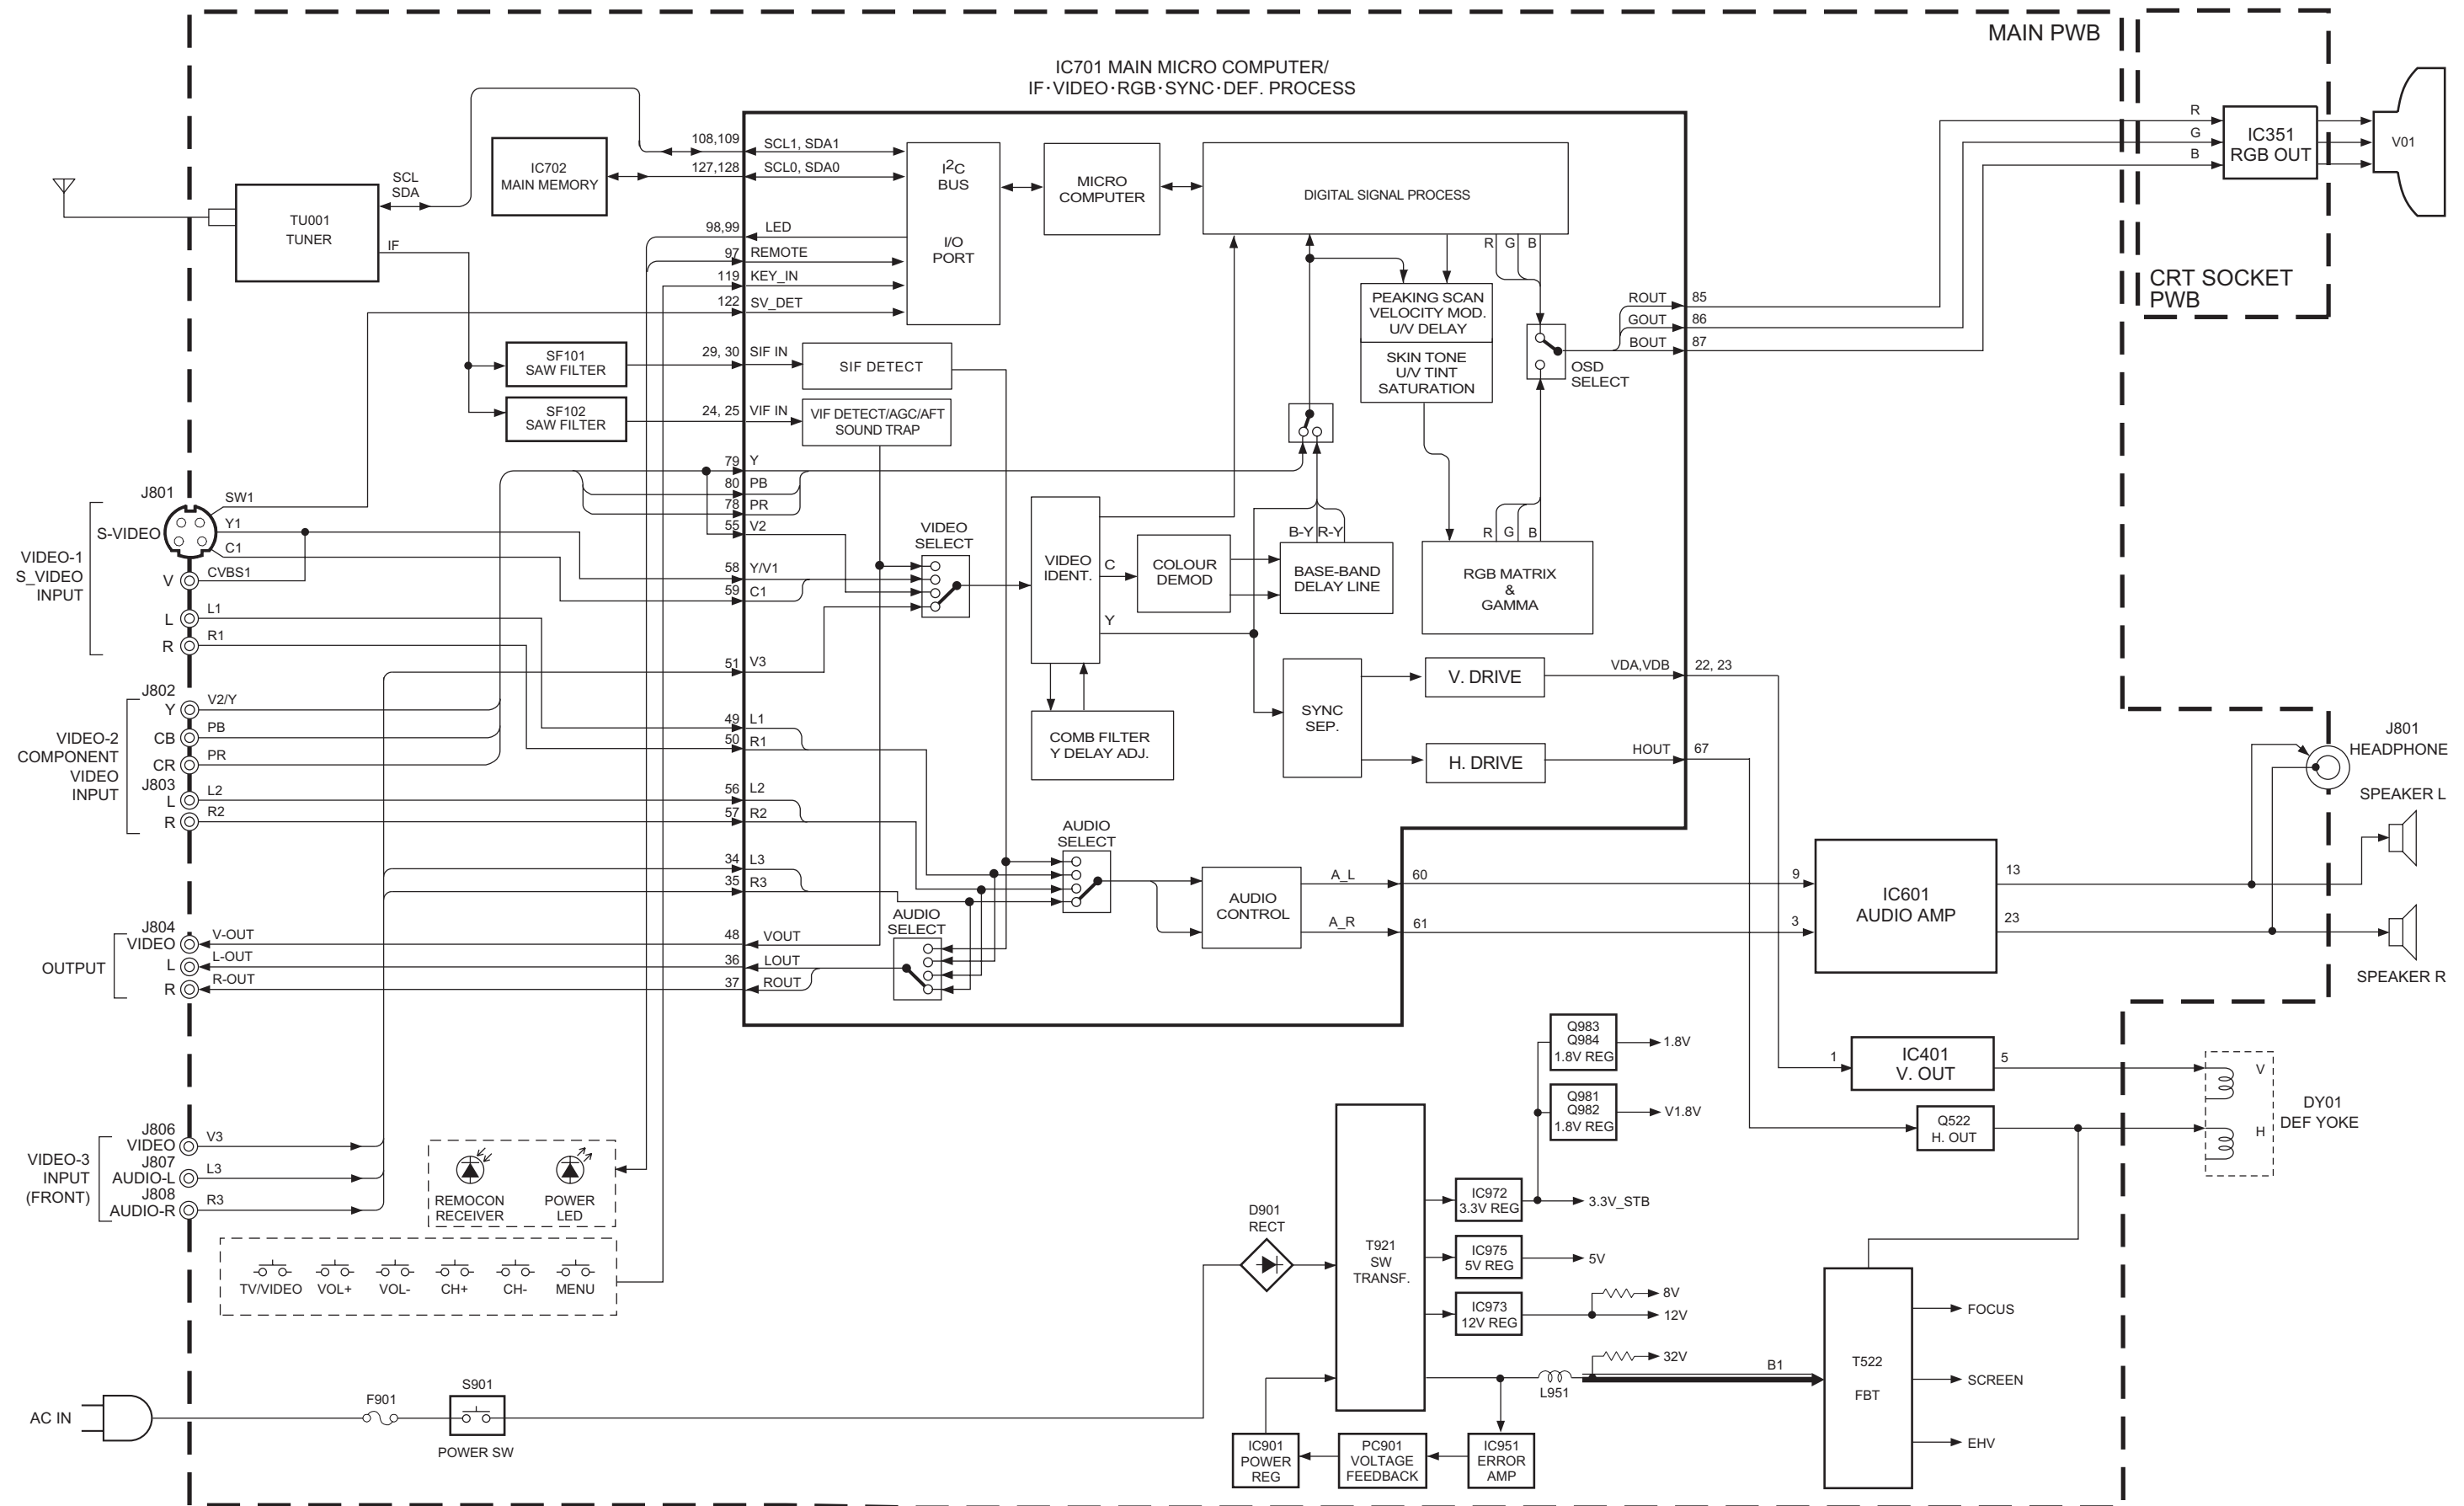 MAIN PWB
IC701 MAIN MICRO COMPUTER/
IF·VIDEO·RGB·SYNC·DEF. PROCESS
CRT SOCKET
PWB
R
G
B
IC351
RGB OUT
V01
TU001
TUNER
SCL
SDA
IF
IC702
MAIN MEMORY
108,109
SCL1, SDA1
127,128
SCL0, SDA0
98,99
LED
97
REMOTE
119
KEY_IN
122
SV_DET
I2C
BUS
I/O
PORT
MICRO
COMPUTER
DIGITAL SIGNAL PROCESS
R
G
B
PEAKING SCAN
VELOCITY MOD.
U/V DELAY
SKIN TONE
U/V TINT
SATURATION
OSD
SELECT
ROUT
85
GOUT
86
BOUT
87
SF101
SAW FILTER
29, 30
SIF IN
SIF DETECT
SF102
SAW FILTER
24, 25
VIF IN
VIF DETECT/AGC/AFT
SOUND TRAP
79
Y
80
PB
78
PR
55
V2
58
Y/V1
59
C1
51
V3
VIDEO
SELECT
VIDEO
IDENT.
C
Y
COLOUR
DEMOD
B-Y
R-Y
BASE-BAND
DELAY LINE
R
G
B
RGB MATRIX
&
GAMMA
COMB FILTER
Y DELAY ADJ.
SYNC
SEP.
V. DRIVE
VDA,VDB
22, 23
H. DRIVE
HOUT
67
VIDEO-1
S_VIDEO
INPUT
J801
S-VIDEO
SW1
Y1
C1
V
CVBS1
L
L1
R
R1
VIDEO-2
COMPONENT
VIDEO
INPUT
J802
Y
V2/Y
CB
PB
CR
PR
J803
L
L2
R
R2
49
L1
50
R1
56
L2
57
R2
34
L3
35
R3
AUDIO
SELECT
AUDIO
SELECT
AUDIO
CONTROL
A_L
60
A_R
61
9
3
IC601
AUDIO AMP
13
23
J801
HEADPHONE
SPEAKER L
SPEAKER R
OUTPUT
J804
VIDEO
V-OUT
L
L-OUT
R
R-OUT
48
VOUT
36
LOUT
37
ROUT
VIDEO-3
INPUT
(FRONT)
J806
VIDEO
V3
J807
AUDIO-L
L3
J808
AUDIO-R
R3
REMOCON
RECEIVER
POWER
LED
TV/VIDEO
VOL+
VOL-
CH+
CH-
MENU
AC IN
F901
S901
POWER SW
D901
RECT
T921
SW
TRANSF.
Q983
Q984
1.8V REG
1.8V
Q981
Q982
1.8V REG
V1.8V
IC972
3.3V REG
3.3V_STB
IC975
5V REG
5V
IC973
12V REG
8V
12V
32V
L951
B1
IC901
POWER
REG
PC901
VOLTAGE
FEEDBACK
IC951
ERROR
AMP
1
IC401
V. OUT
5
Q522
H. OUT
V
H
DY01
DEF YOKE
T522
FBT
FOCUS
SCREEN
EHV